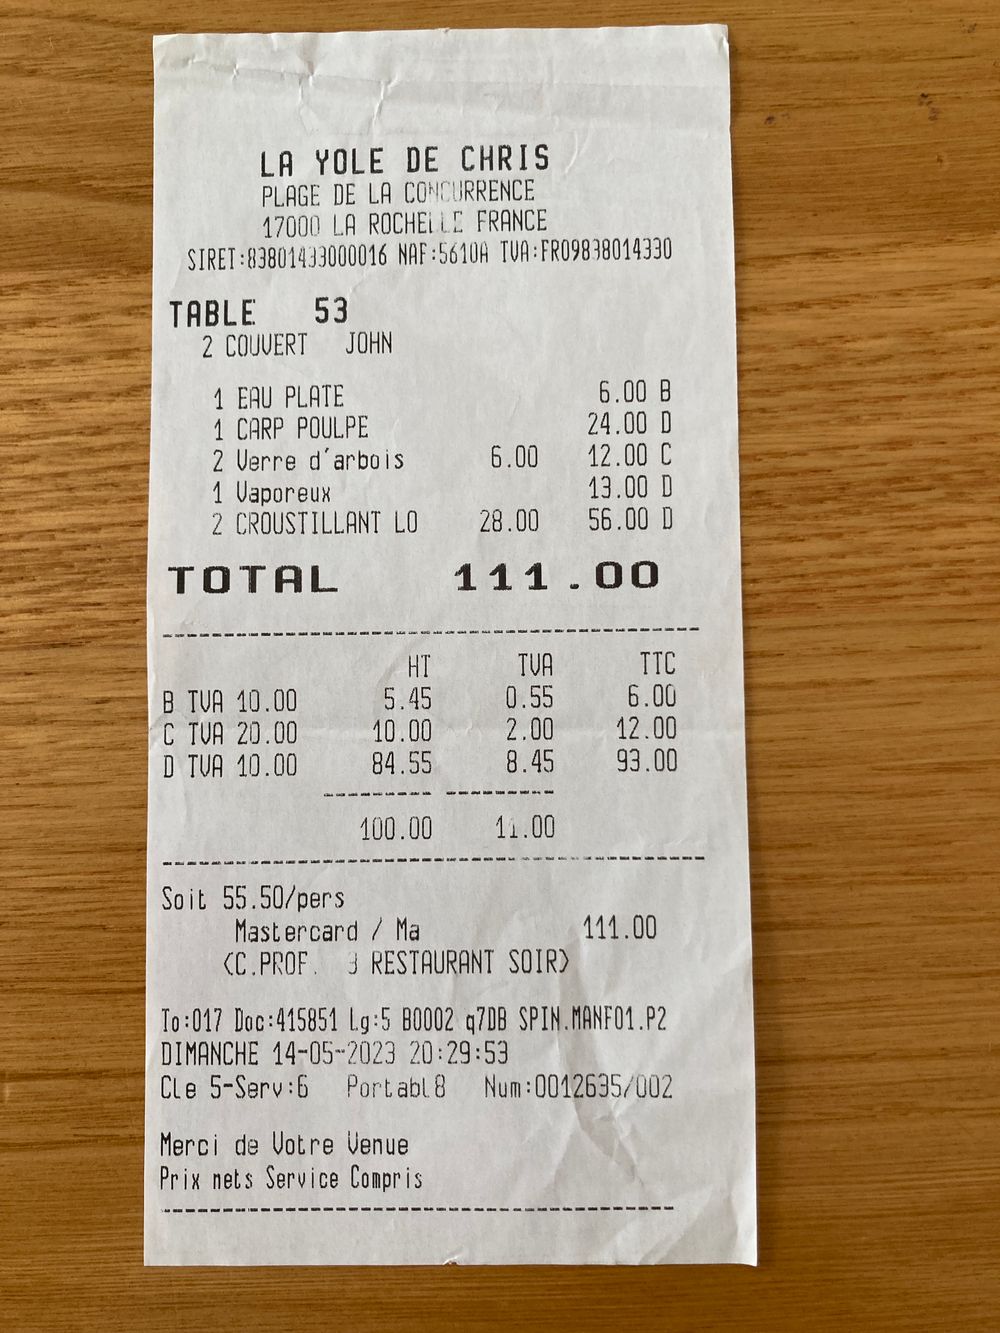 LA YOLE DE CHRIS
PLAGE DE LA CONCURRENCE
17000 LA ROCHELLE FRANCE
SIRET:83801433000016 NAF:5610A TVA:FR09838014330
TABLE 53
2 COUVERT JOHN
1 EAU PLATE 6.00 B
1 CARP POULPE 24.00 D
2 Verre d'arbois 6.00 12.00 C
1 Vaporeux 13.00 D
2 CROUSTILLANT LO 28.00 56.00 D
TOTAL 111.00
HT TVA TTC
B TVA 10.00 5.45 0.55 6.00
C TVA 20.00 10.00 2.00 12.00
D TVA 10.00 84.55 8.45 93.00
100.00 11.00
Soit 55.50/pers
Mastercard / Ma 111.00
<C.PROF. 3 RESTAURANT SOIR>
To:017 Doc:415851 Lg:5 B0002 q7DB SPIN.MANF01.P2
DIMANCHE 14-05-2023 20:29:53
Cle 5-Serv:6 Portabl8 Num:0012635/002
Merci de Votre Venue
Prix nets Service Compris